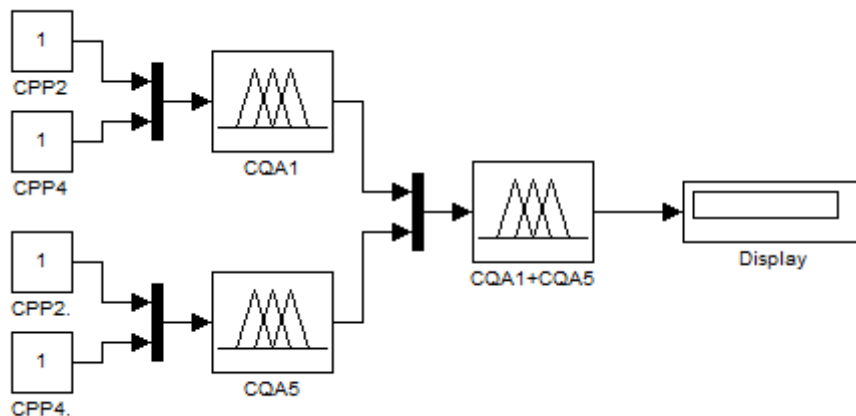 1
CPP2
1
CPP4
CQA1
1
CPP2.
1
CPP4.
CQA5
CQA1+CQA5
Display